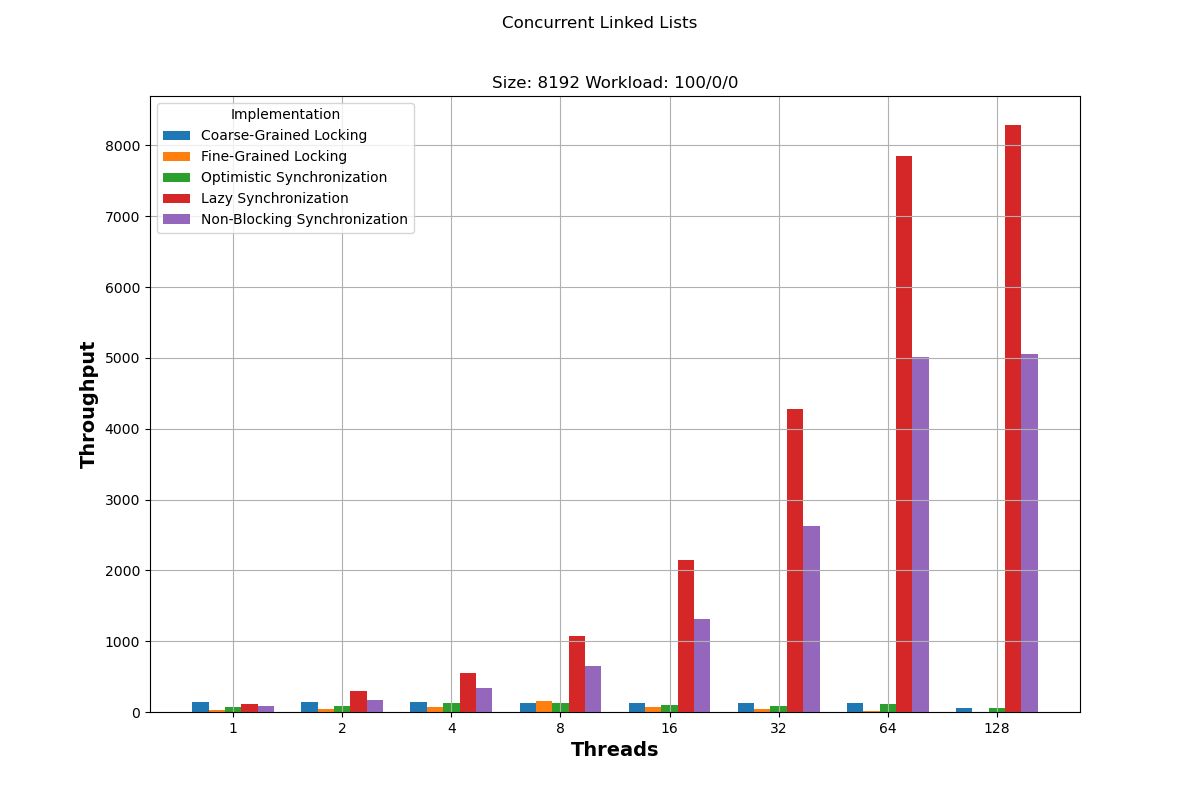 Concurrent Linked Lists
Size: 8192 Workload: 100/0/0
Implementation
Coarse-Grained Locking
Fine-Grained Locking
Optimistic Synchronization
Lazy Synchronization
Non-Blocking Synchronization
8000
7000
6000
5000
4000
3000
2000
1000
0
Throughput
1 2 4 8 16 32 64 128
Threads